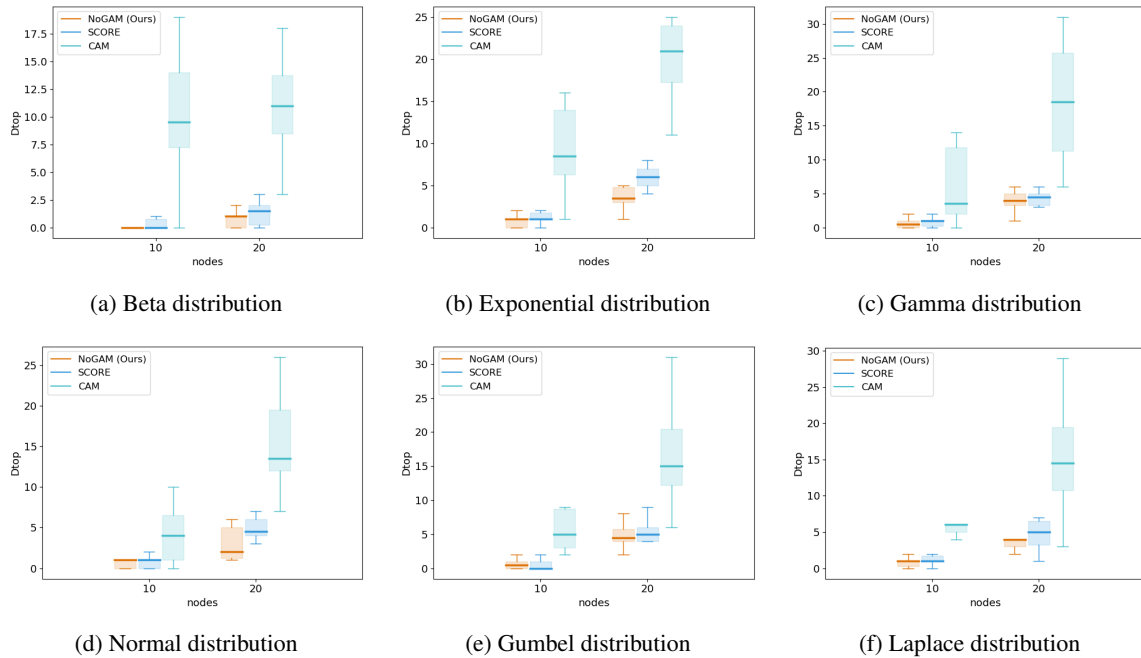 NoGAM (Ours)
SCORE
CAM
17.5
15.0
12.5
10.0
7.5
5.0
2.5
0.0
Dtop
10
20
nodes
(a) Beta distribution
NoGAM (Ours)
SCORE
CAM
25
20
15
10
5
0
Dtop
10
20
nodes
(b) Exponential distribution
NoGAM (Ours)
SCORE
CAM
30
25
20
15
10
5
0
Dtop
10
20
nodes
(c) Gamma distribution
NoGAM (Ours)
SCORE
CAM
25
20
15
10
5
0
Dtop
10
20
nodes
(d) Normal distribution
NoGAM (Ours)
SCORE
CAM
30
25
20
15
10
5
0
Dtop
10
20
nodes
(e) Gumbel distribution
NoGAM (Ours)
SCORE
CAM
30
25
20
15
10
5
0
Dtop
10
20
nodes
(f) Laplace distribution